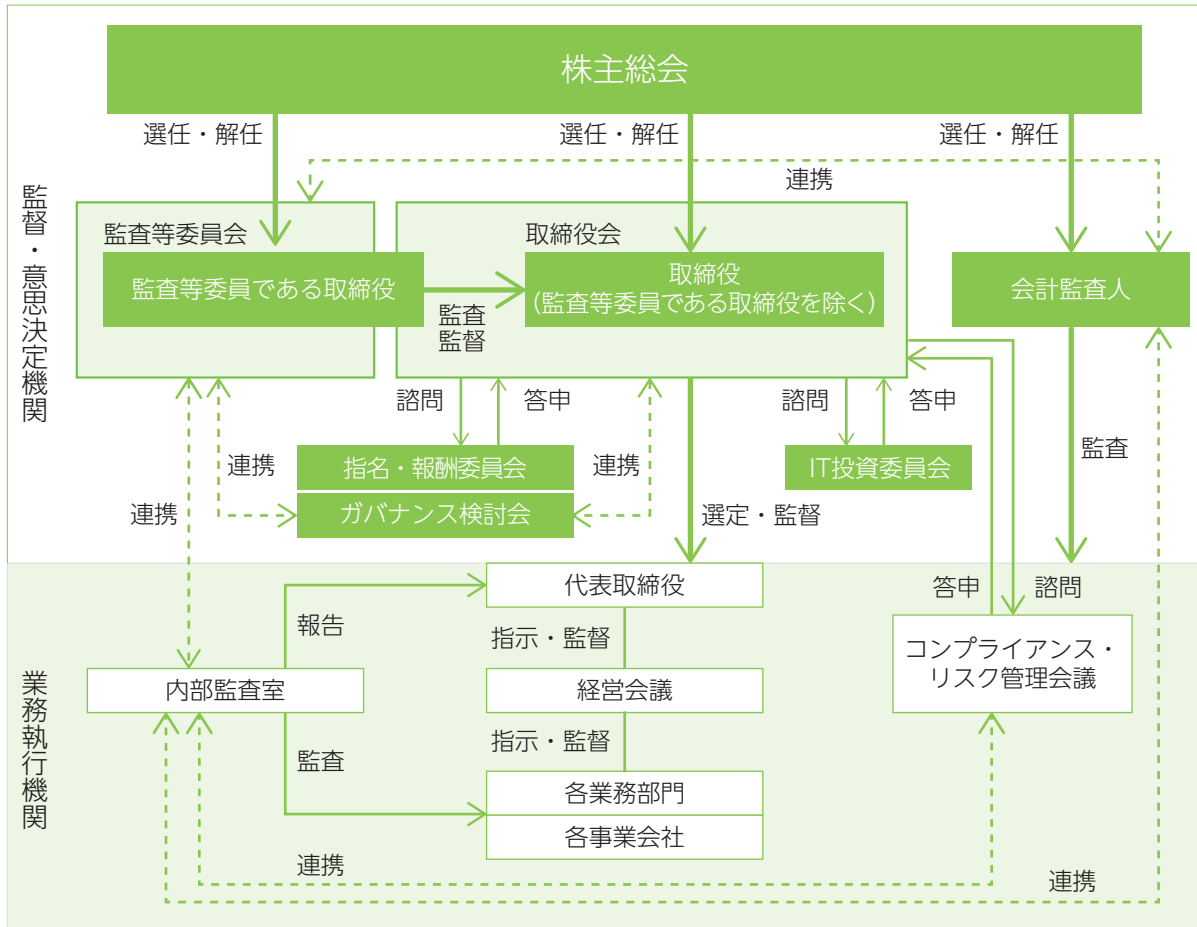 株主総会
選任・解任
選任・解任
選任・解任
連携
監督・意思決定機関
監査等委員会
取締役会
監査等委員である取締役
取締役
(監査等委員である取締役を除く)
会計監査人
監査
監督
諮問
答申
諮問
答申
監査
連携
指名・報酬委員会
連携
IT投資委員会
ガバナンス検討会
連携
選定・監督
業務執行機関
代表取締役
答申
諮問
報告
指示・監督
コンプライアンス・
リスク管理会議
内部監査室
経営会議
指示・監督
監査
各業務部門
各事業会社
連携
連携